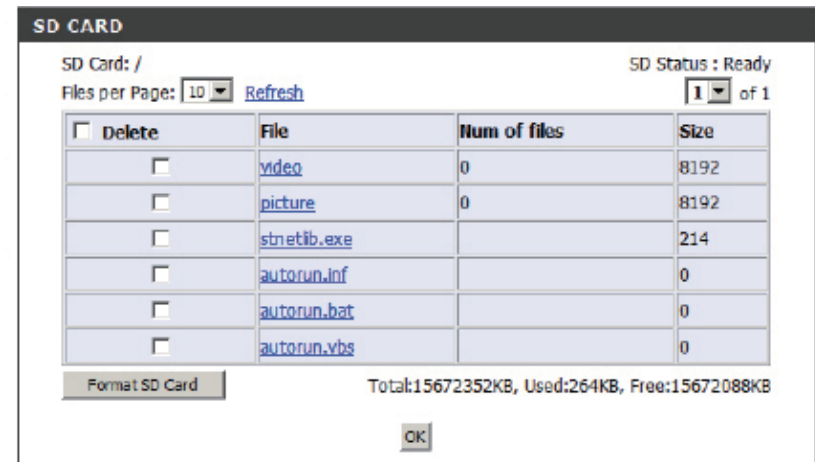 SD CARD
SD Card: / SD Status : Ready
Files per Page: 10 Refresh 1 of 1
Delete File Num of files Size
video 0 8192
picture 0 8192
stnetlib.exe 214
autorun.inf 0
autorun.bat 0
autorun.vbs 0
Format SD Card Total:15672352KB, Used:264KB, Free:15672088KB
OK